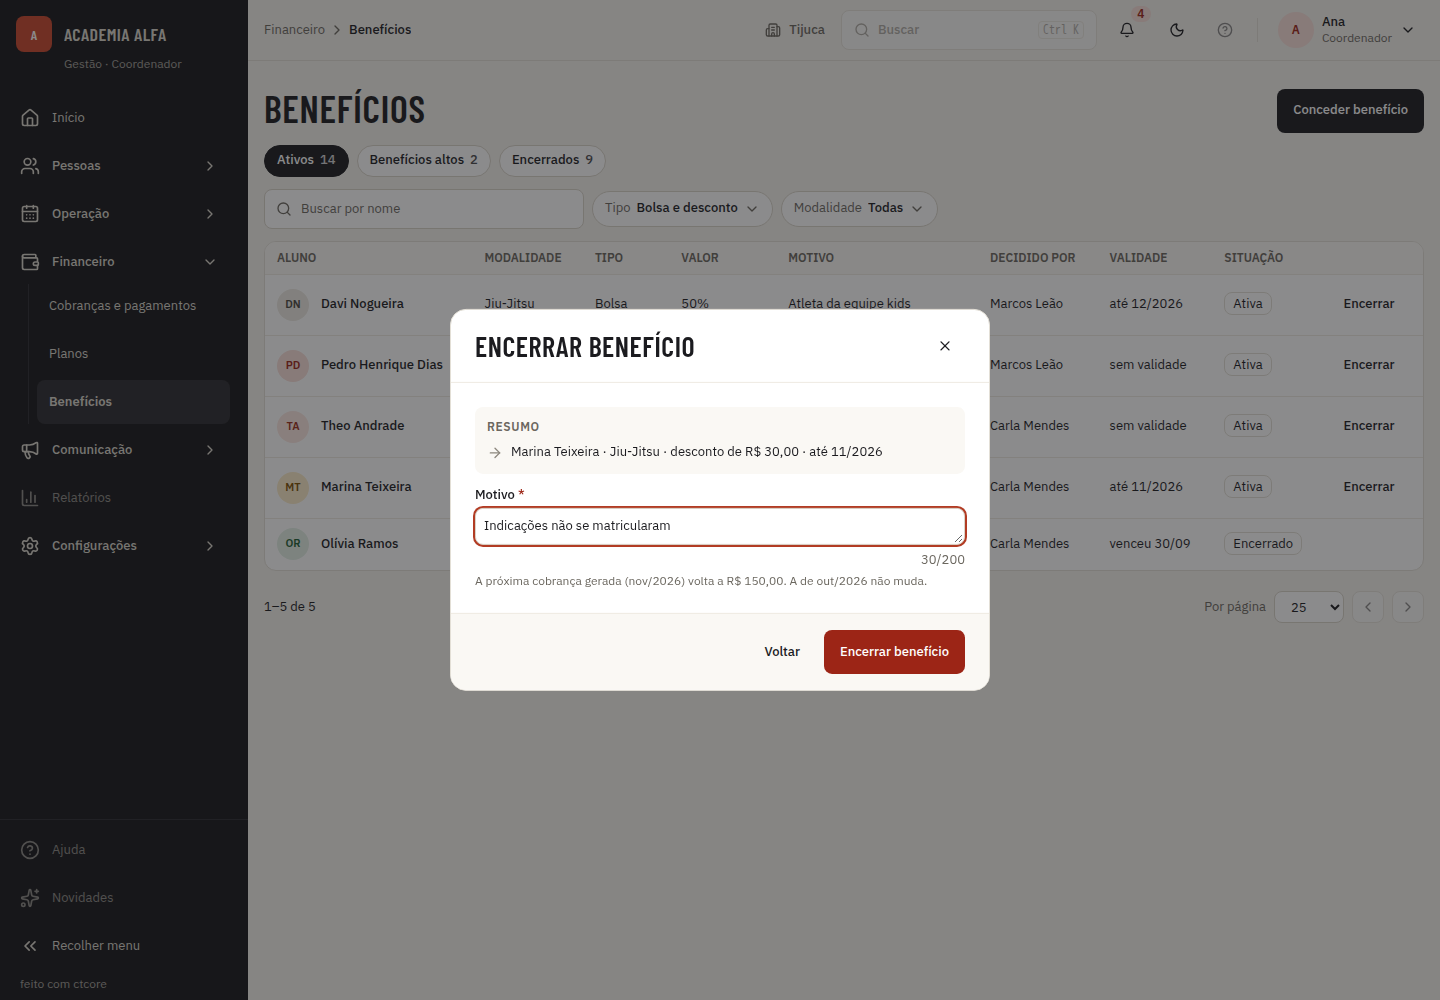 A
ACADEMIA ALFA
Gestão · Coordenador
Início
Pessoas
Operação
Financeiro
Cobranças e pagamentos
Planos
Benefícios
Comunicação
Relatórios
Configurações
Ajuda
Novidades
Recolher menu
feito com ctcore
Financeiro > Benefícios
Tijuca
Buscar
Ctrl K
4
A
Ana
Coordenador
BENEFÍCIOS
Conceder benefício
Ativos 14
Benefícios altos 2
Encerrados 9
Buscar por nome
Tipo Bolsa e desconto
Modalidade Todas
ALUNO MODALIDADE TIPO VALOR MOTIVO DECIDIDO POR VALIDADE SITUAÇÃO
DN Davi Nogueira Jiu-Jitsu Bolsa 50% Atleta da equipe kids Marcos Leão até 12/2026 Ativa Encerrar
PD Pedro Henrique Dias Marcos Leão sem validade Ativa Encerrar
TA Theo Andrade Carla Mendes sem validade Ativa Encerrar
MT Marina Teixeira Carla Mendes até 11/2026 Ativa Encerrar
OR Olívia Ramos Carla Mendes venceu 30/09 Encerrado
1–5 de 5
Por página 25
ENCERRAR BENEFÍCIO
RESUMO
Marina Teixeira · Jiu-Jitsu · desconto de R$ 30,00 · até 11/2026
Motivo *
Indicações não se matricularam
30/200
A próxima cobrança gerada (nov/2026) volta a R$ 150,00. A de out/2026 não muda.
Voltar
Encerrar benefício